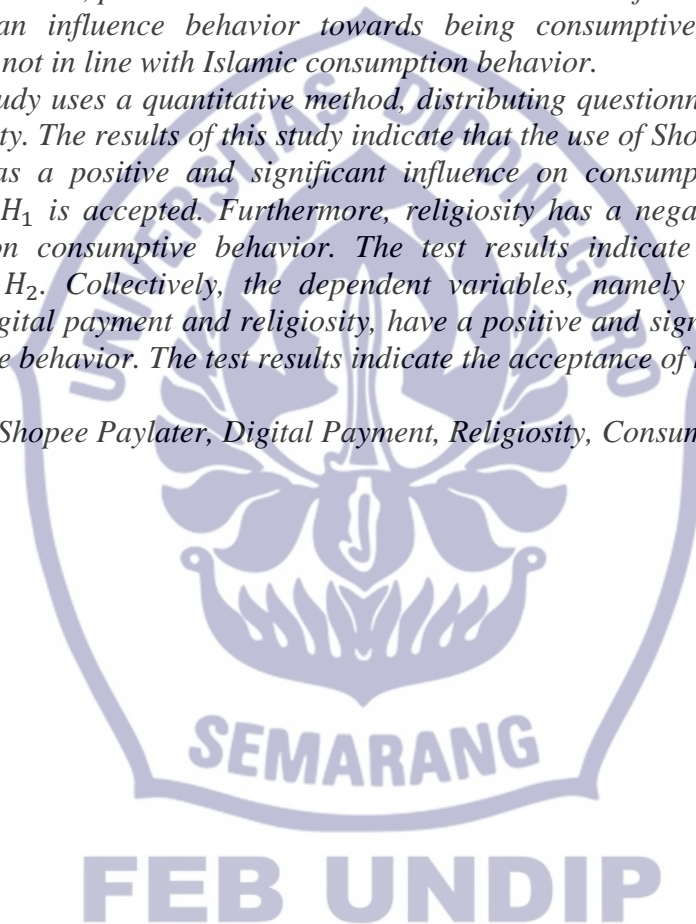 an influence behavior towards being consumptive,
not in line with Islamic consumption behavior.
udy uses a quantitative method, distributing questionn
ty. The results of this study indicate that the use of Sho
as a positive and significant influence on consump
H₁ is accepted. Furthermore, religiosity has a nega
on consumptive behavior. The test results indicate
H₂. Collectively, the dependent variables, namely
gital payment and religiosity, have a positive and sign
e behavior. The test results indicate the acceptance of
Shopee Paylater, Digital Payment, Religiosity, Consum
UNIVERSITAS DIPONEGORO
SEMARANG
FEB UNDIP